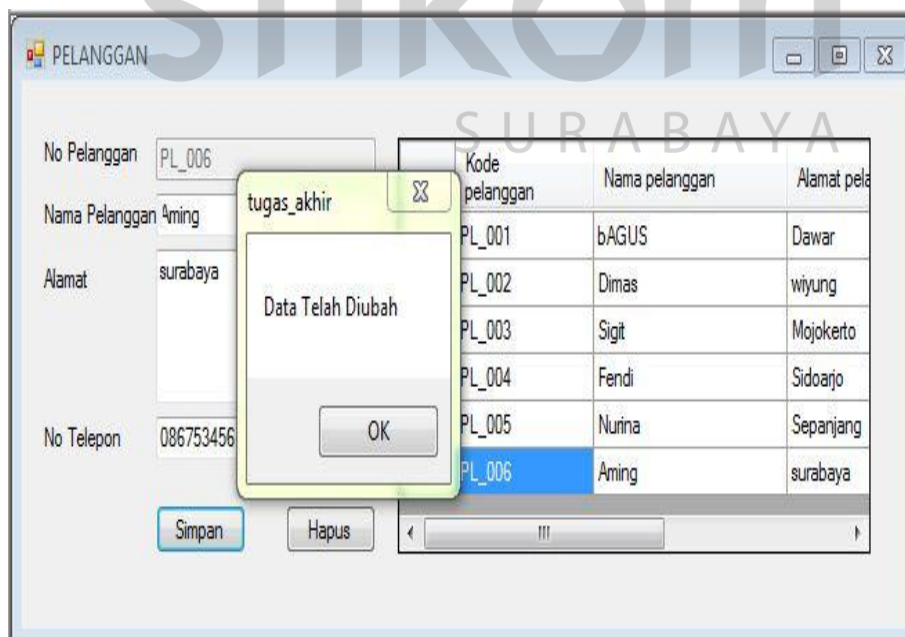 stikom
SURABAYA
PELANGGAN
No Pelanggan PL_006
Nama Pelanggan Aming
Alamat surabaya
No Telepon 086753456
Simpan Hapus
tugas_akhir
Data Telah Diubah
OK
Kode pelanggan Nama pelanggan Alamat pela
PL_001 bAGUS Dawar
PL_002 Dimas wiyung
PL_003 Sigit Mojokerto
PL_004 Fendi Sidoarjo
PL_005 Nurina Sepanjang
PL_006 Aming surabaya